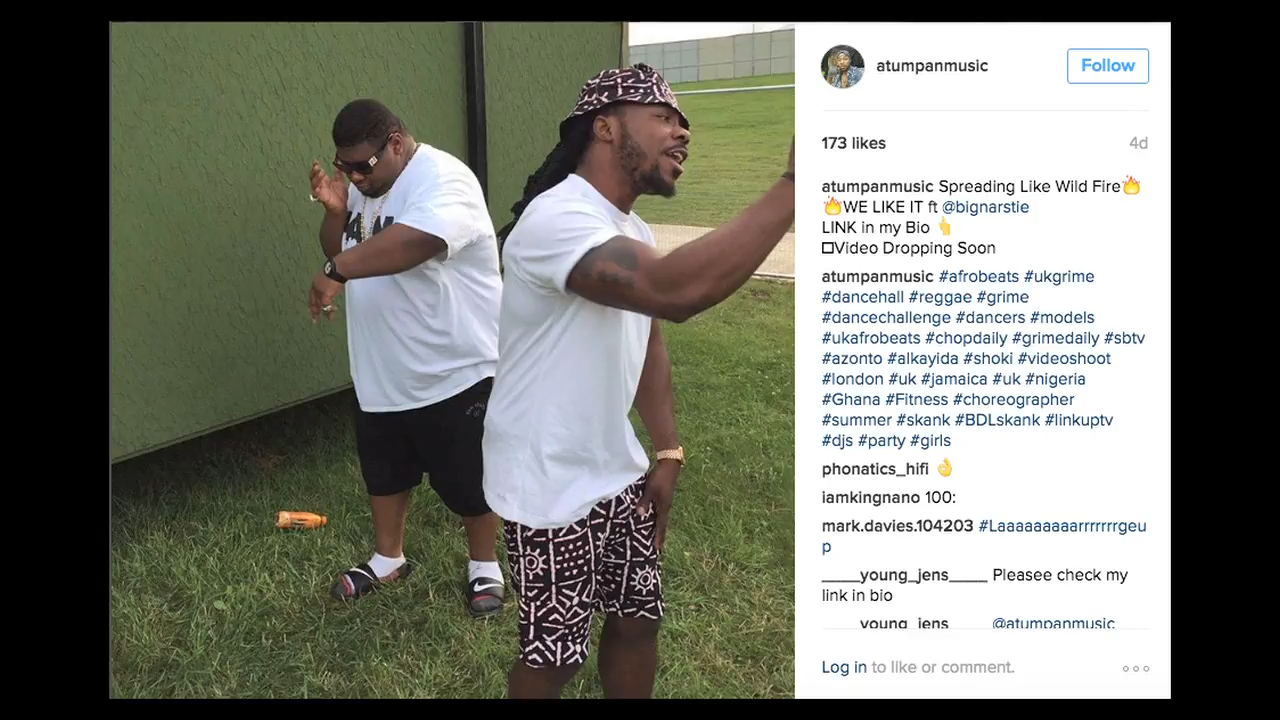 atumpanmusic
Follow
173 likes
4d
atumpanmusic Spreading Like Wild Fire🔥
🔥WE LIKE IT ft @bignarstie
LINK in my Bio 👆
☐Video Dropping Soon
atumpanmusic #afrobeats #ukgrime
#dancehall #reggae #grime
#dancechallenge #dancers #models
#ukafrobeats #chopdaily #grimedaily #sbtv
#azonto #alkayida #shoki #videoshoot
#london #uk #jamaica #uk #nigeria
#Ghana #Fitness #choreographer
#summer #skank #BDLskank #linkuptv
#djs #party #girls
phonatics_hifi 👌
iamkingnano 100:
mark.davies.104203 #Laaaaaaaaarrrrrrrgeu
p
____young_jens____ Pleasee check my
link in bio
____young_jens____ @atumpanmusic
Log in to like or comment.